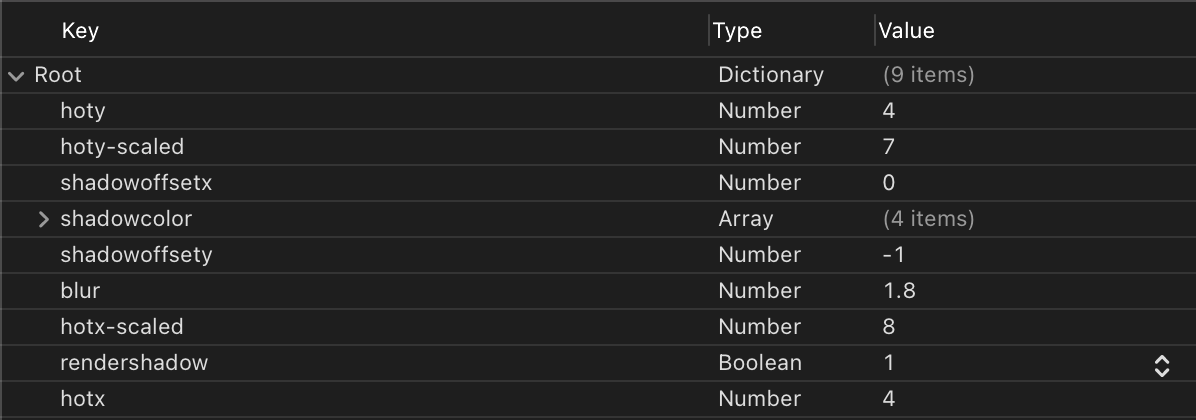 Key Type Value
Root Dictionary (9 items)
hoty Number 4
hoty-scaled Number 7
shadowoffsetx Number 0
shadowcolor Array (4 items)
shadowoffsety Number -1
blur Number 1.8
hotx-scaled Number 8
rendershadow Boolean 1
hotx Number 4